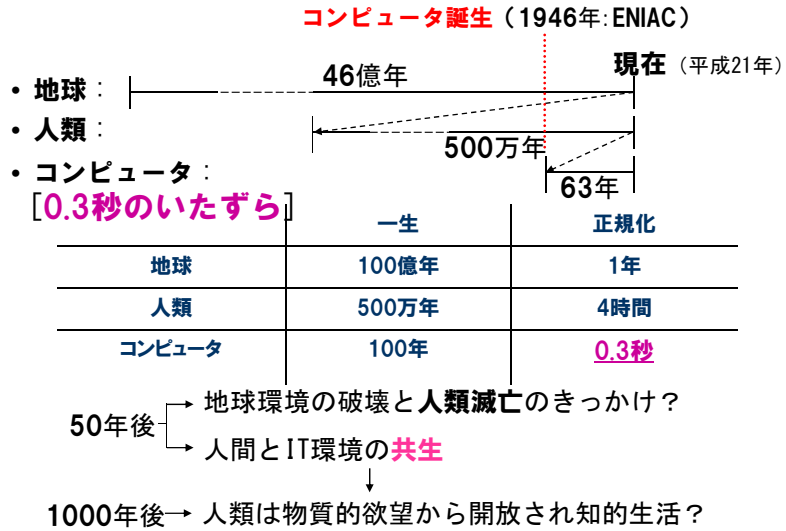 コンピュータ誕生（1946年:ENIAC）
46億年
現在（平成21年）
• 地球：
• 人類：
500万年
• コンピュータ：
63年
[0.3秒のいたずら]
一生 正規化
地球 100億年 1年
人類 500万年 4時間
コンピュータ 100年 0.3秒
50年後 → 地球環境の破壊と人類滅亡のきっかけ？
→ 人間とIT環境の共生
↓
1000年後→ 人類は物質的欲望から開放され知的生活？